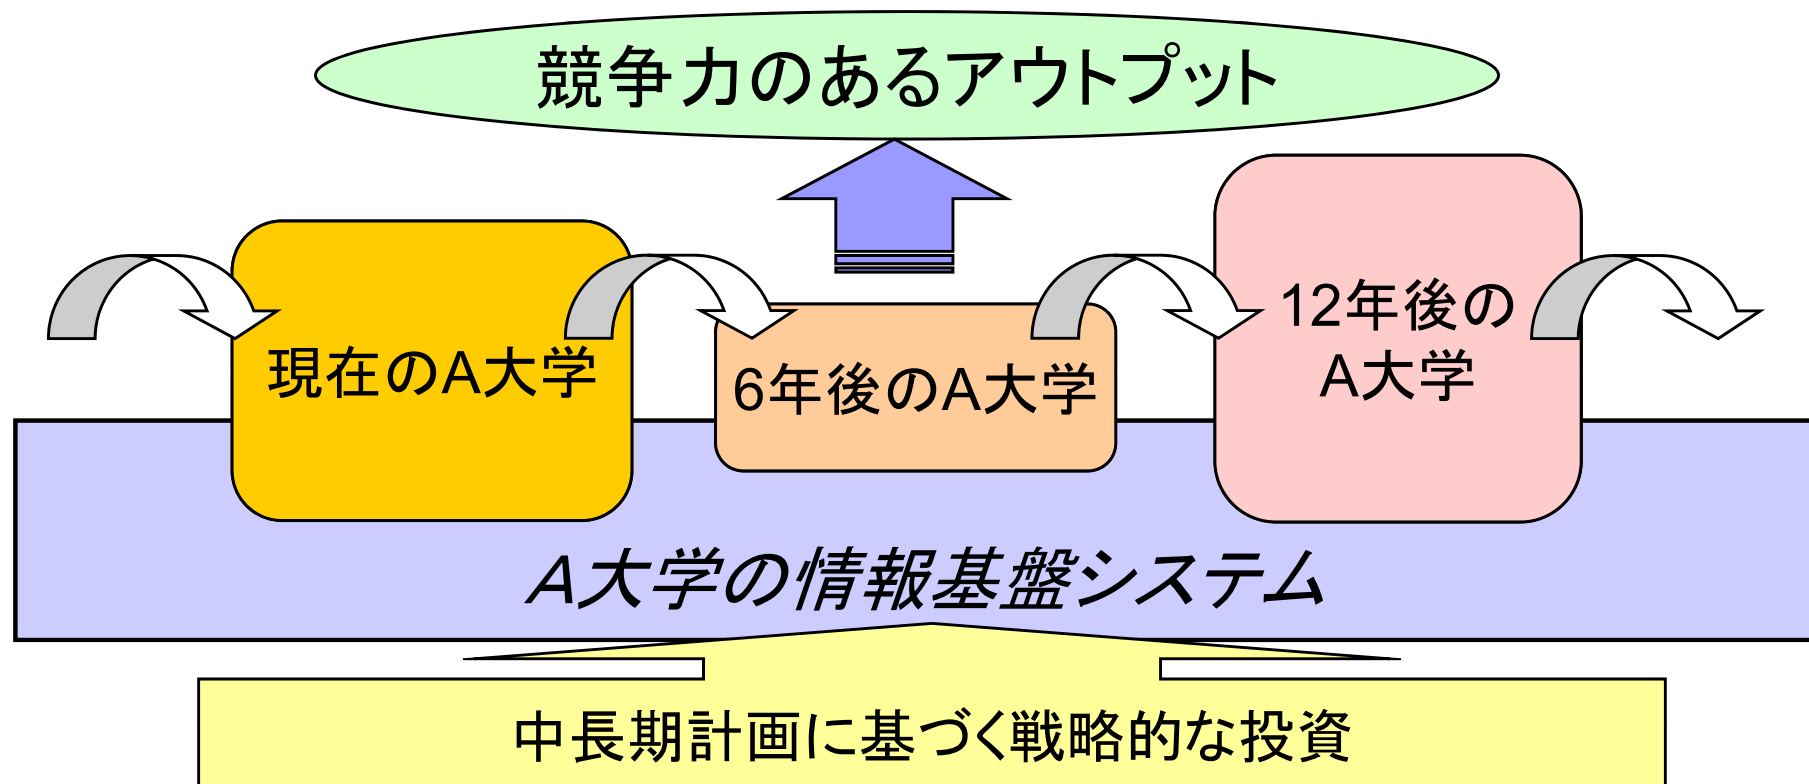 競争力のあるアウトプット
現在のA大学
6年後のA大学
12年後の
A大学
A大学の情報基盤システム
中長期計画に基づく戦略的な投資